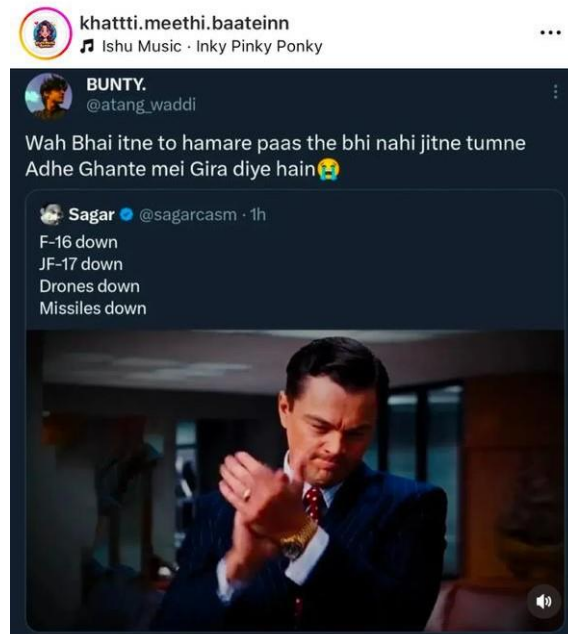 khattti.meethi.baateinn
Ishu Music · Inky Pinky Ponky
BUNTY.
@atang_waddi
Wah Bhai itne to hamare paas the bhi nahi jitne tumne
Adhe Ghante mei Gira diye hain😭
Sagar @sagarcasm · 1h
F-16 down
JF-17 down
Drones down
Missiles down